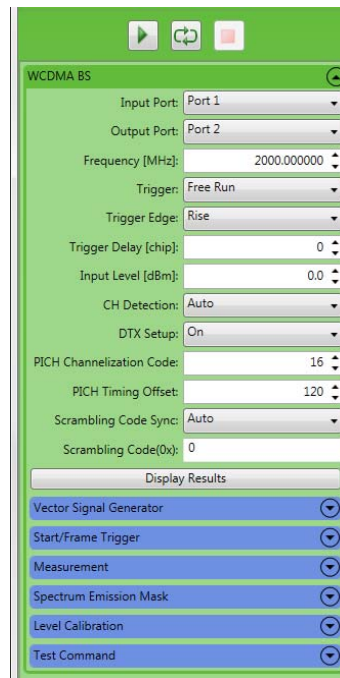 WCDMA BS
Input Port: Port 1
Output Port: Port 2
Frequency [MHz]: 2000.000000
Trigger: Free Run
Trigger Edge: Rise
Trigger Delay [chip]: 0
Input Level [dBm]: 0.0
CH Detection: Auto
DTX Setup: On
PICH Channelization Code: 16
PICH Timing Offset: 120
Scrambling Code Sync: Auto
Scrambling Code(0x): 0
Display Results
Vector Signal Generator
Start/Frame Trigger
Measurement
Spectrum Emission Mask
Level Calibration
Test Command